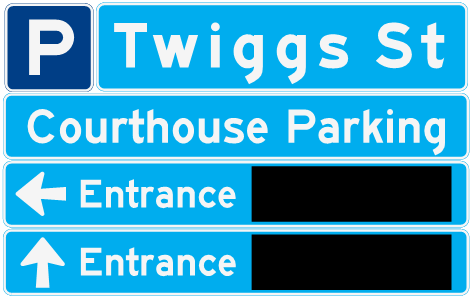 P Twiggs St
Courthouse Parking
Entrance
Entrance